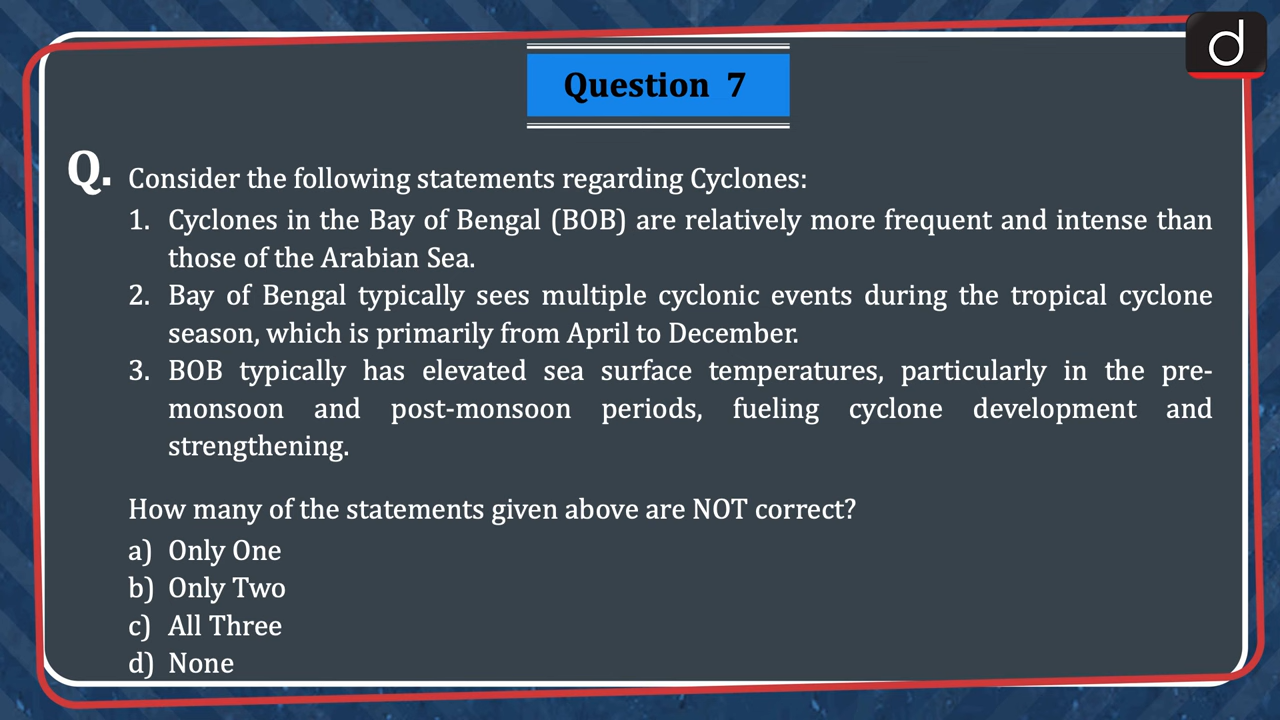 d
Question 7
Q. Consider the following statements regarding Cyclones:
1. Cyclones in the Bay of Bengal (BOB) are relatively more frequent and intense than
those of the Arabian Sea.
2. Bay of Bengal typically sees multiple cyclonic events during the tropical cyclone
season, which is primarily from April to December.
3. BOB typically has elevated sea surface temperatures, particularly in the pre-
monsoon and post-monsoon periods, fueling cyclone development and
strengthening.
How many of the statements given above are NOT correct?
a) Only One
b) Only Two
c) All Three
d) None